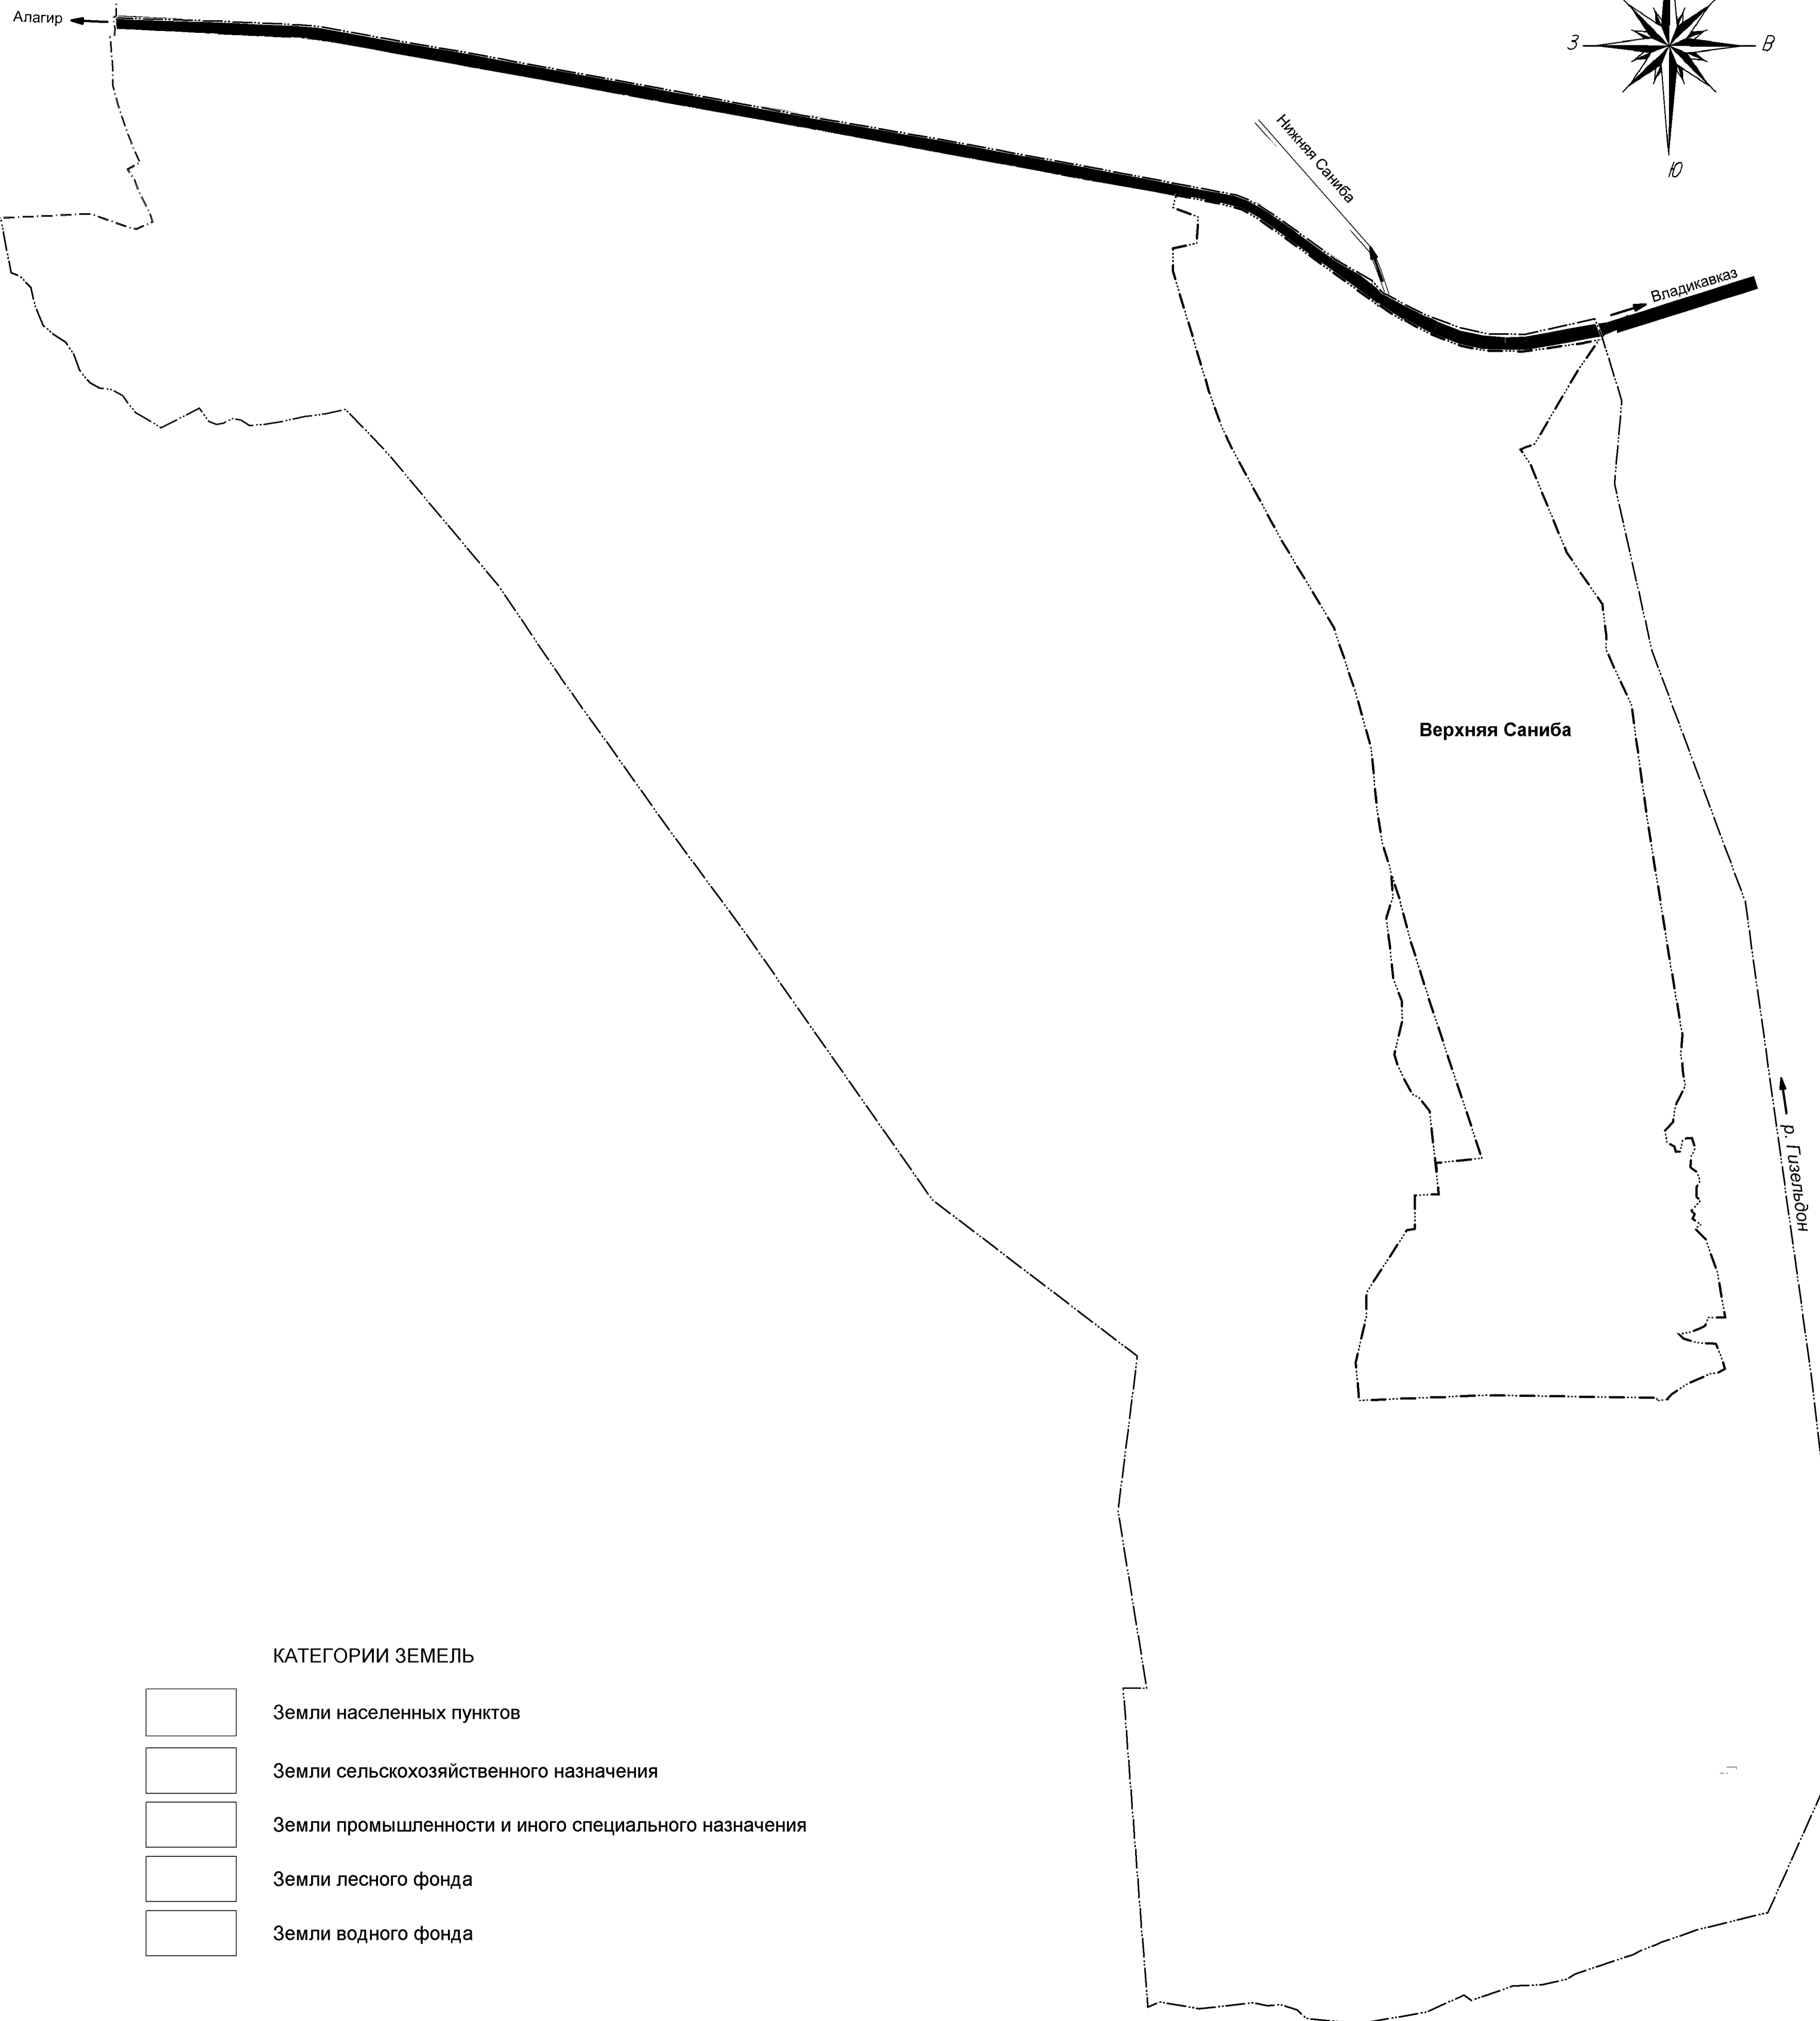 Алагир
З
В
Ю
Нижняя Саниба
Владикавказ
Верхняя Саниба
р. Гизельдон
КАТЕГОРИИ ЗЕМЕЛЬ
Земли населенных пунктов
Земли сельскохозяйственного назначения
Земли промышленности и иного специального назначения
Земли лесного фонда
Земли водного фонда